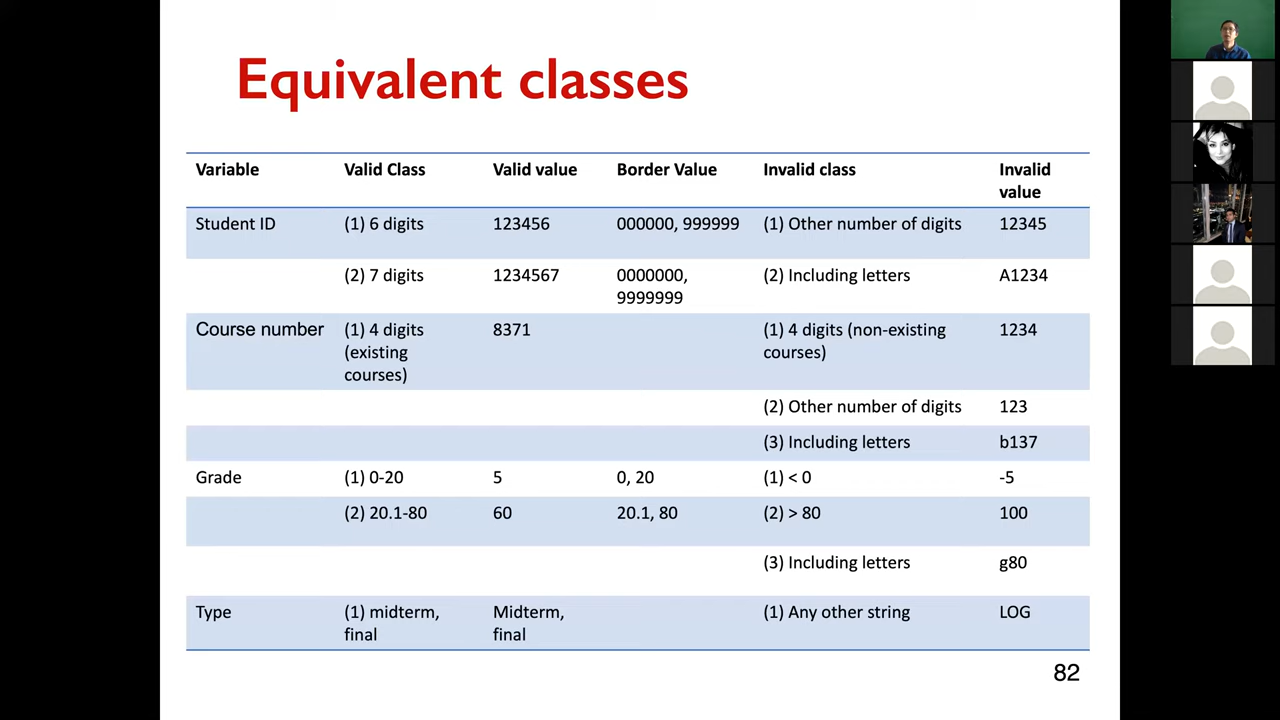 Equivalent classes
Variable Valid Class Valid value Border Value Invalid class Invalid
value
Student ID (1) 6 digits 123456 000000, 999999 (1) Other number of digits 12345
(2) 7 digits 1234567 0000000, (2) Including letters A1234
9999999
Course number (1) 4 digits 8371 (1) 4 digits (non-existing 1234
(existing courses)
courses)
(2) Other number of digits 123
(3) Including letters b137
Grade (1) 0-20 5 0, 20 (1) < 0 -5
(2) 20.1-80 60 20.1, 80 (2) > 80 100
(3) Including letters g80
Type (1) midterm, Midterm, (1) Any other string LOG
final final
82